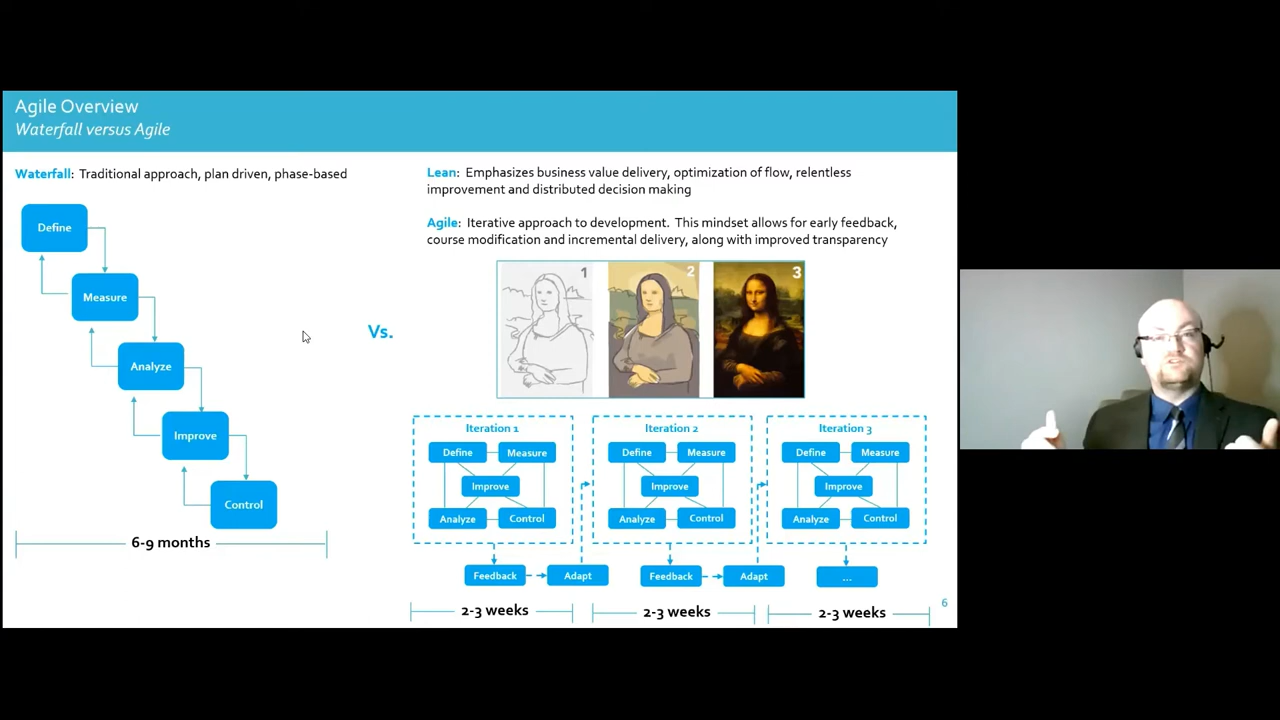 Agile Overview
Waterfall versus Agile
Waterfall: Traditional approach, plan driven, phase-based
Define
Measure
Analyze
Improve
Control
6-9 months
Vs.
Lean: Emphasizes business value delivery, optimization of flow, relentless
improvement and distributed decision making
Agile: Iterative approach to development. This mindset allows for early feedback,
course modification and incremental delivery, along with improved transparency
1
2
3
Iteration 1
Define
Measure
Improve
Analyze
Control
Feedback
Adapt
2-3 weeks
Iteration 2
Define
Measure
Improve
Analyze
Control
Feedback
Adapt
2-3 weeks
Iteration 3
Define
Measure
Improve
Analyze
Control
...
2-3 weeks
6